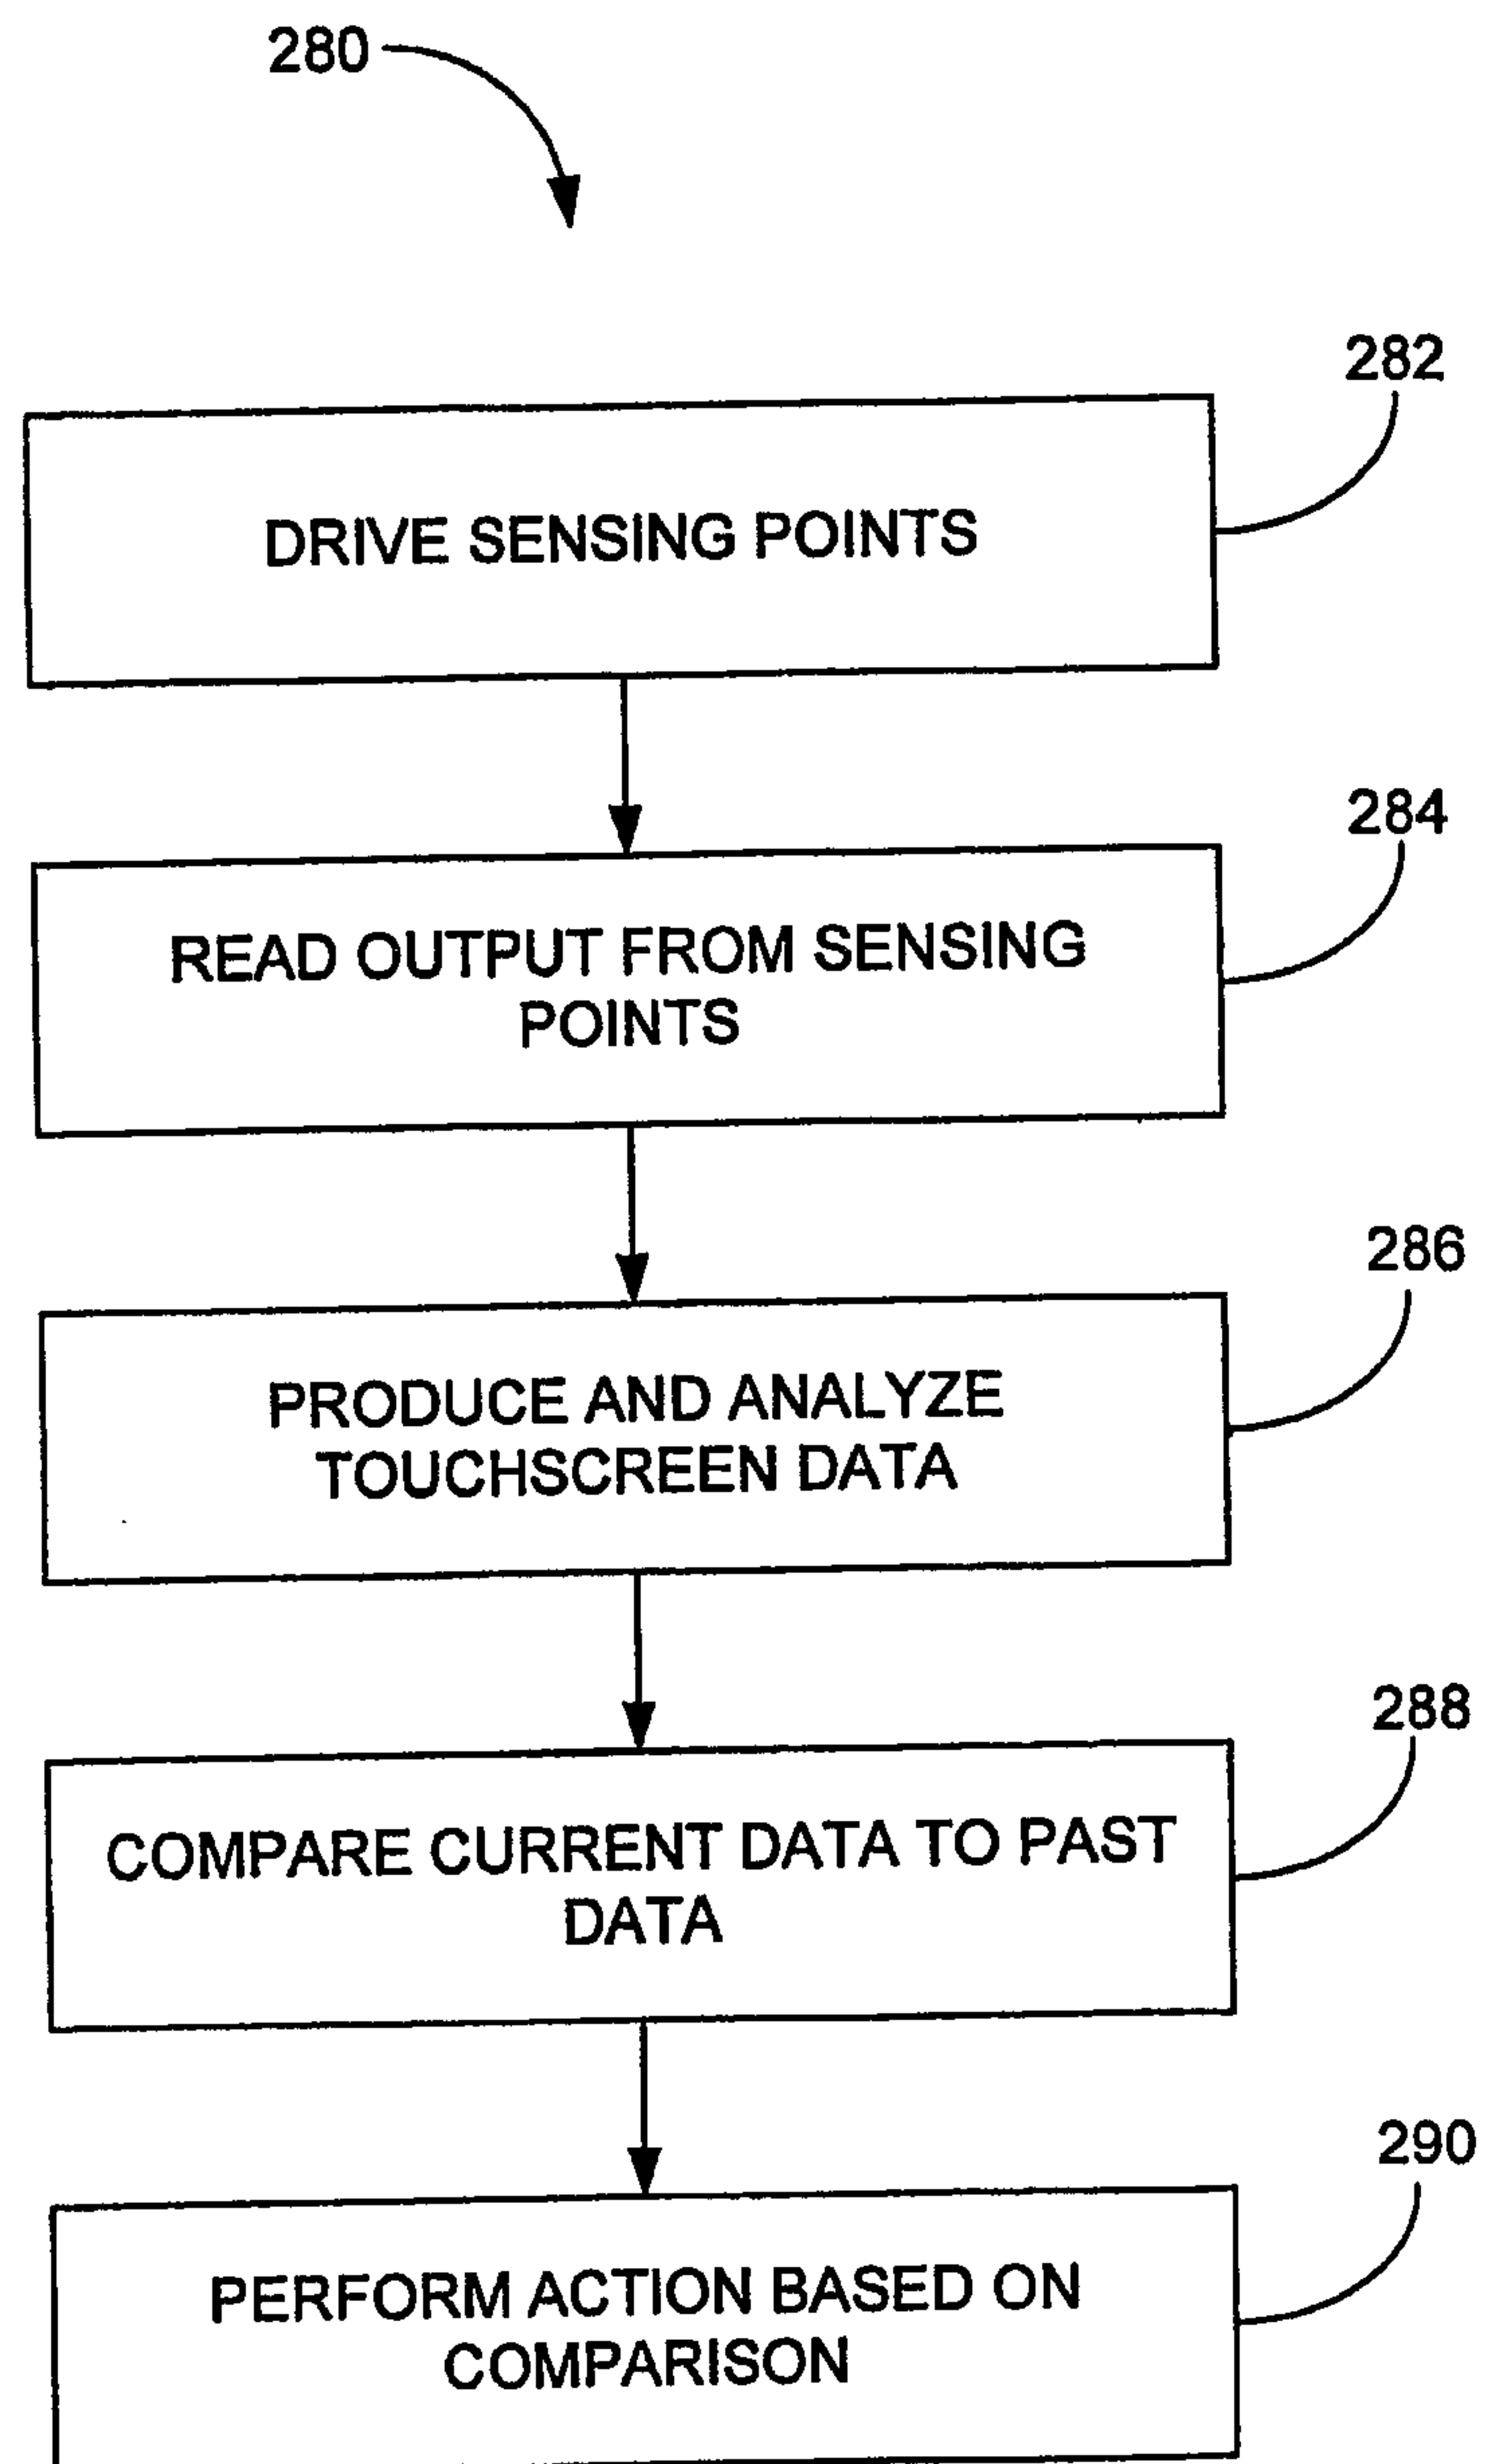 280
282
DRIVE SENSING POINTS
284
READ OUTPUT FROM SENSING
POINTS
286
PRODUCE AND ANALYZE
TOUCHSCREEN DATA
288
COMPARE CURRENT DATA TO PAST
DATA
290
PERFORM ACTION BASED ON
COMPARISON